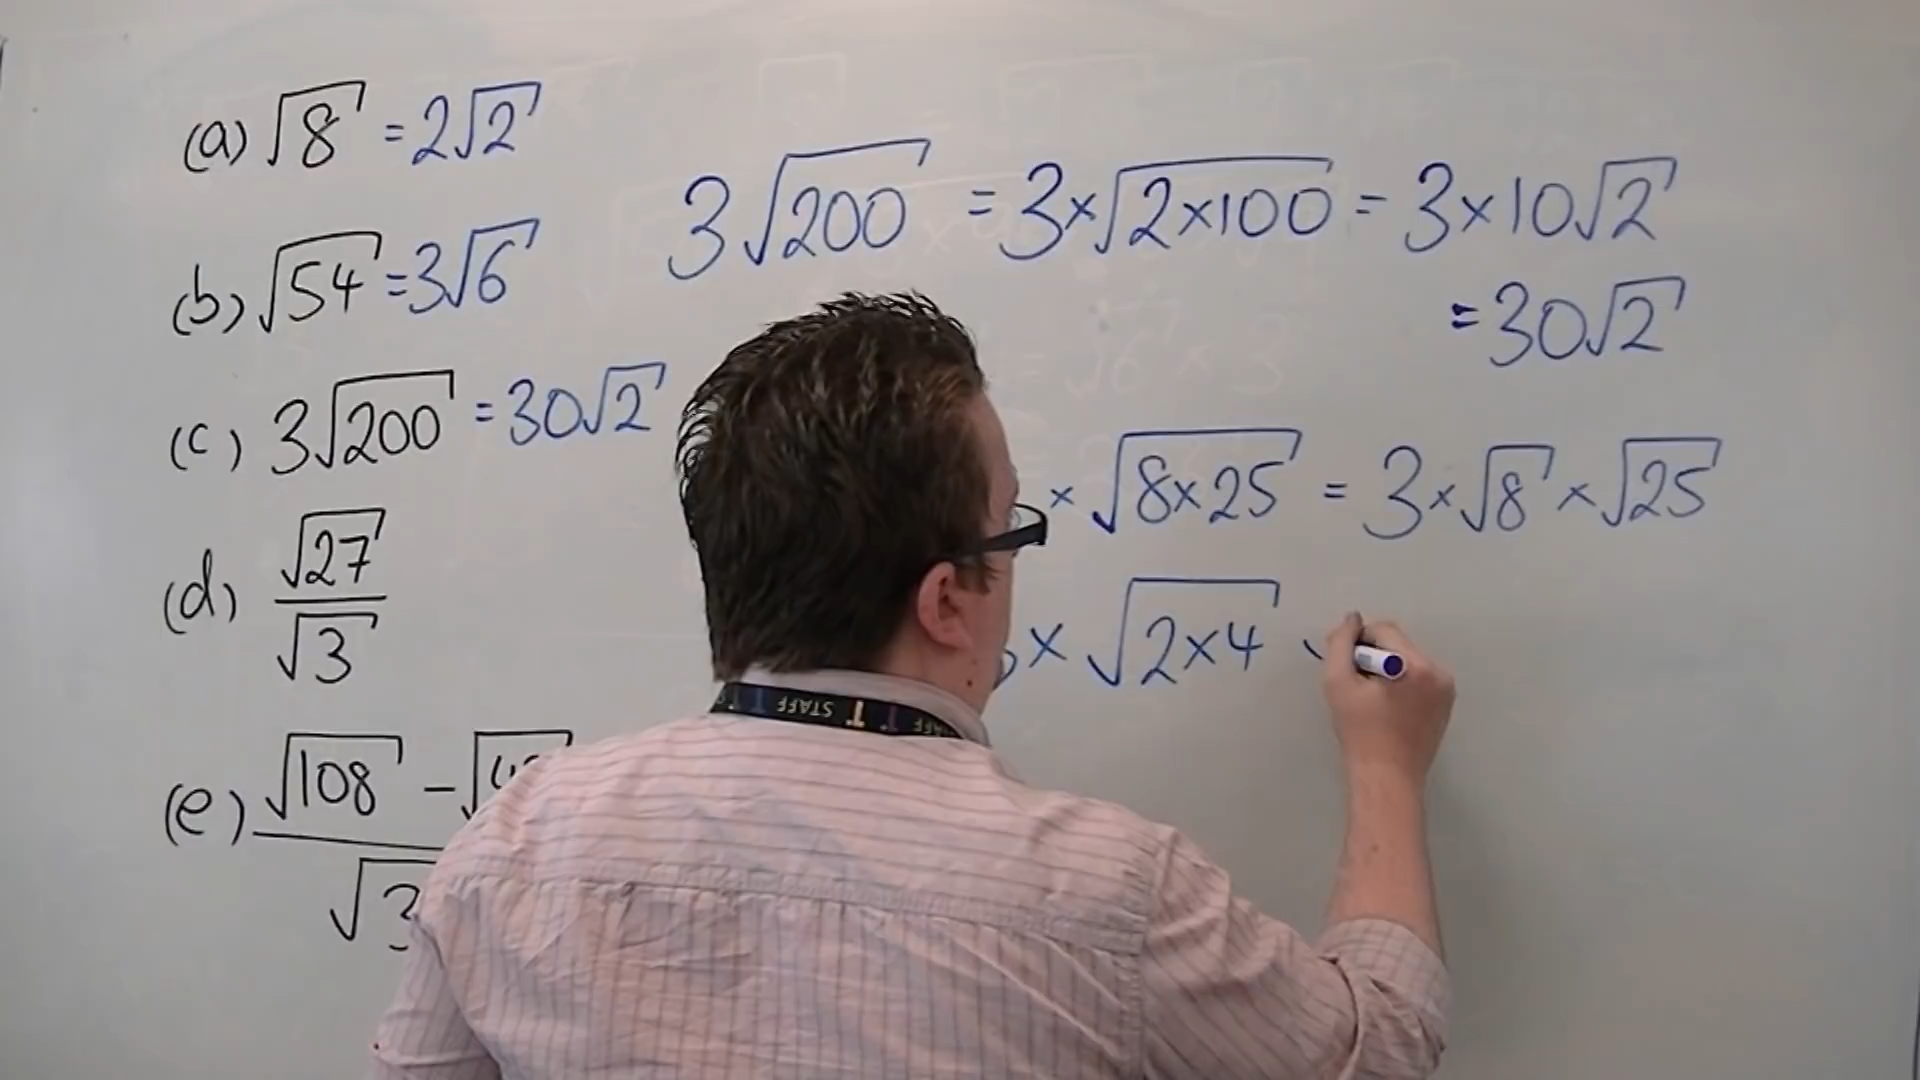 (a) √8 = 2√2
(b) √54 = 3√6
(c) 3√200 = 30√2
(d) √27
√3
(e) √108 - √4
√3
3√200 = 3×√2×100 = 3×10√2
= 30√2
× √8×25 = 3×√8×√25
× √2×4
STAFF